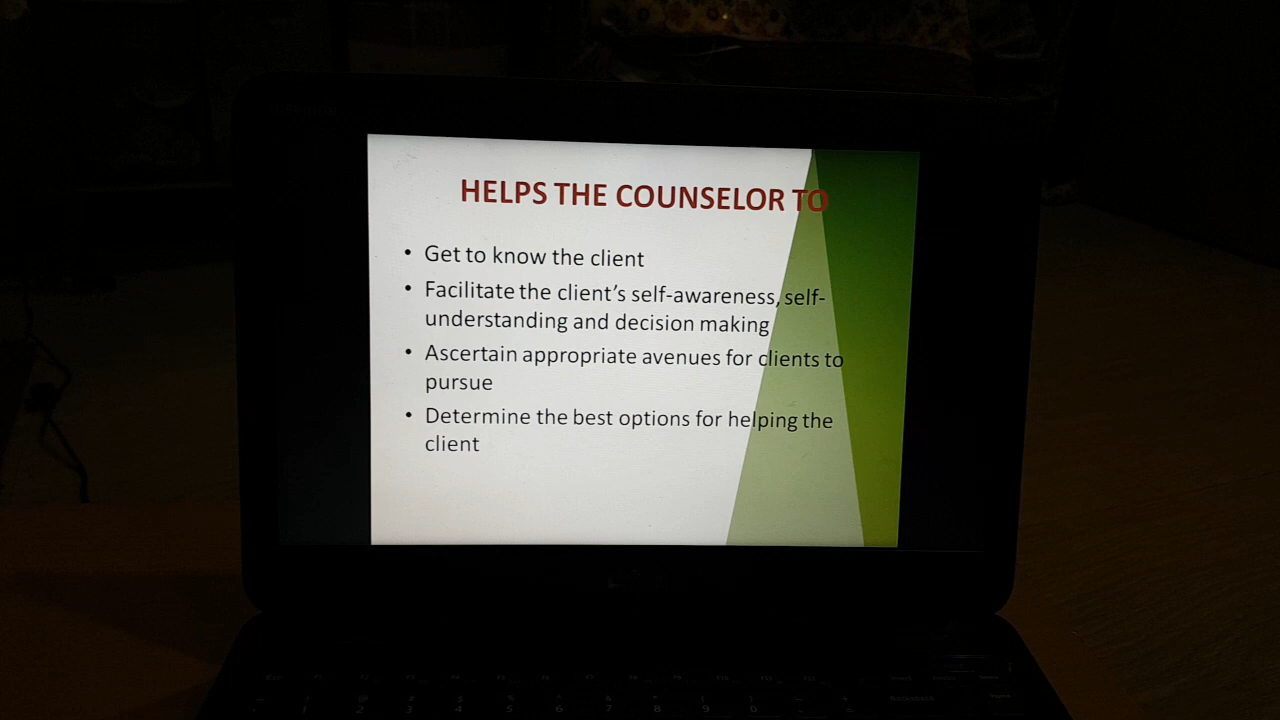 HELPS THE COUNSELOR TO
• Get to know the client
• Facilitate the client's self-awareness, self-
understanding and decision making
• Ascertain appropriate avenues for clients to
pursue
• Determine the best options for helping the
client